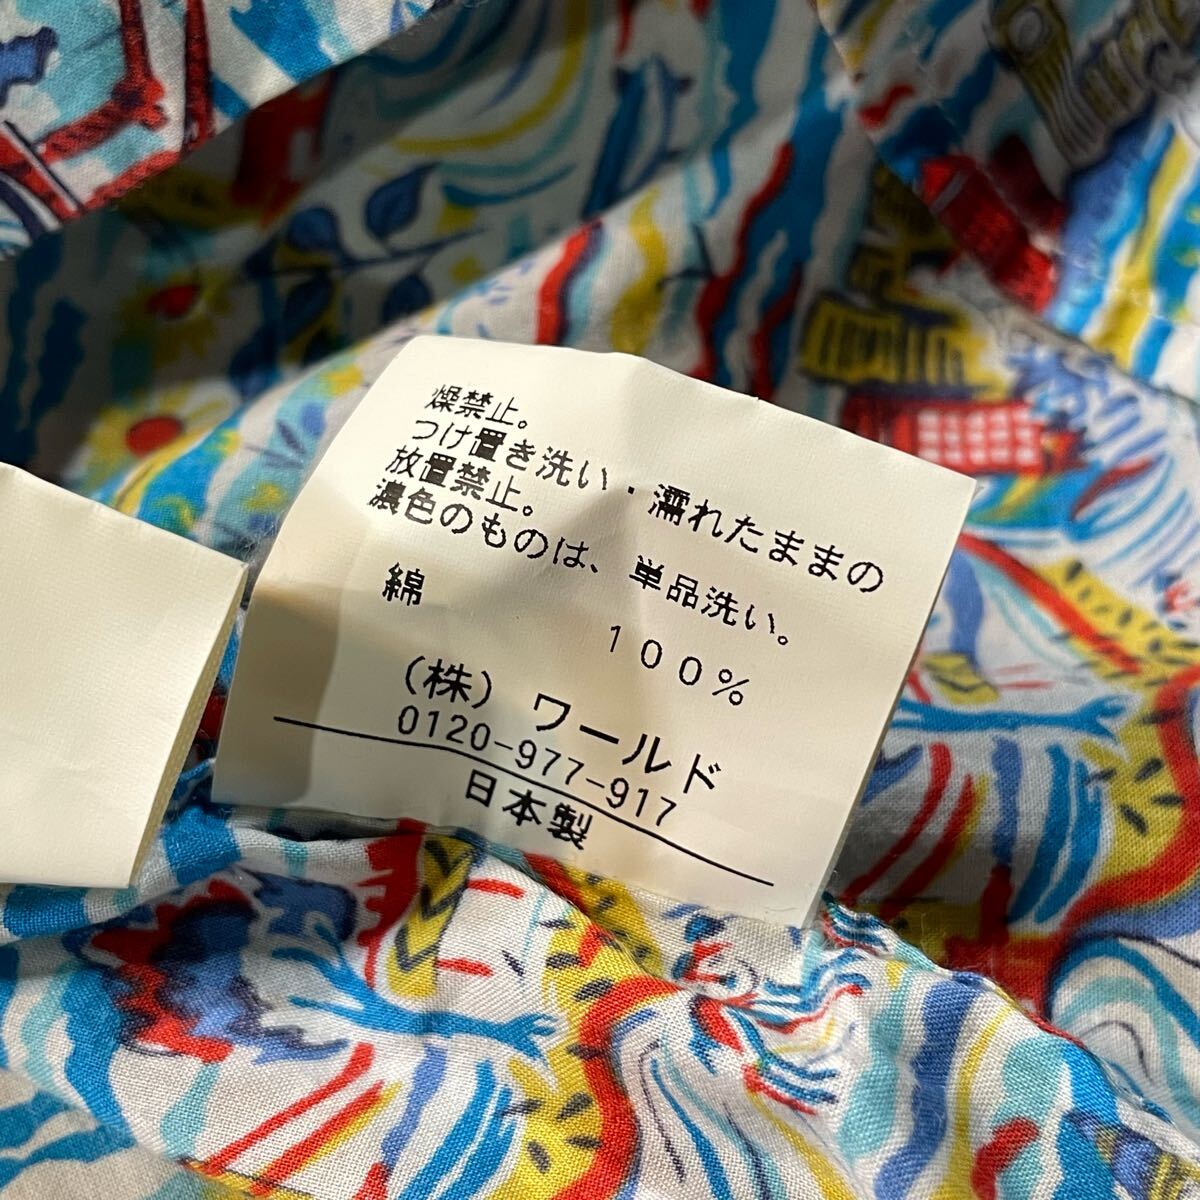 燥禁止。
つけ置き洗い・濡れたままの
放置禁止。
濃色のものは、単品洗い。
綿 100%
(株) ワールド
0120-977-917
日本製